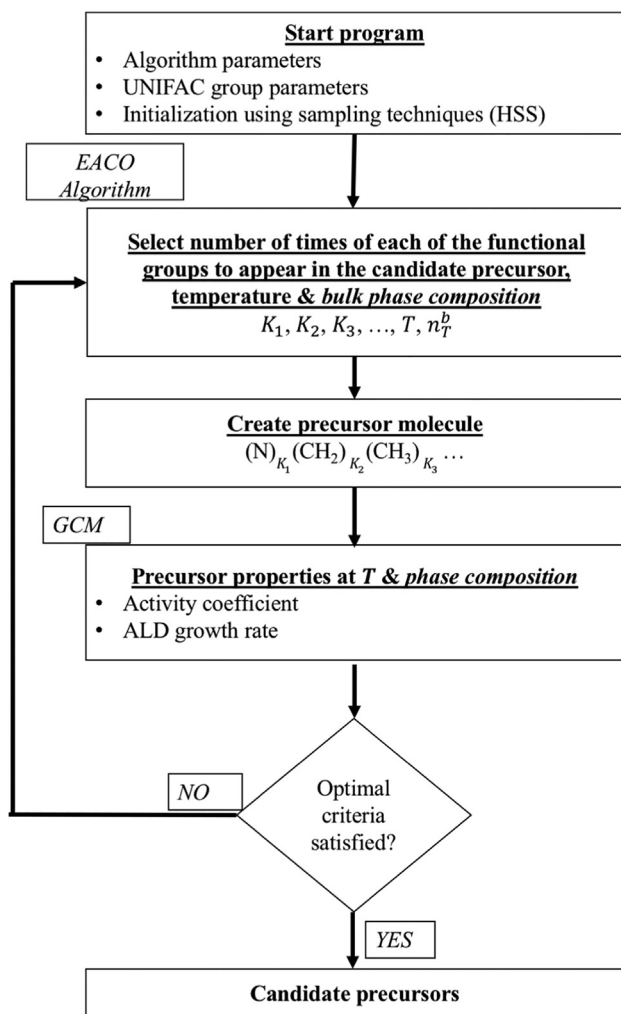 Start program
• Algorithm parameters
• UNIFAC group parameters
• Initialization using sampling techniques (HSS)
EACO
Algorithm
Select number of times of each of the functional
groups to appear in the candidate precursor,
temperature & bulk phase composition
K₁, K₂, K₃, …, T, n_T^b
Create precursor molecule
(N)_{K₁}(CH₂)_{K₂}(CH₃)_{K₃} …
GCM
Precursor properties at T & phase composition
• Activity coefficient
• ALD growth rate
NO
Optimal
criteria
satisfied?
YES
Candidate precursors